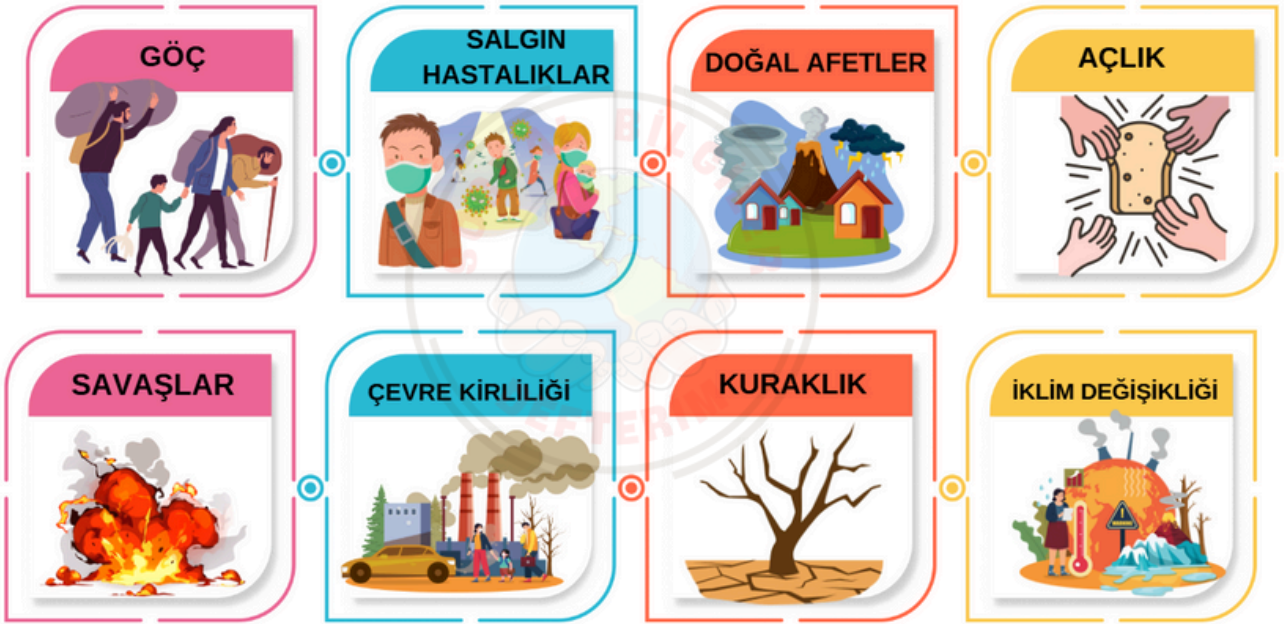 GÖÇ
SALGIN
HASTALIKLAR
DOĞAL AFETLER
AÇLIK
SAVAŞLAR
ÇEVRE KİRLİLİĞİ
KURAKLIK
İKLİM DEĞİŞİKLİĞİ